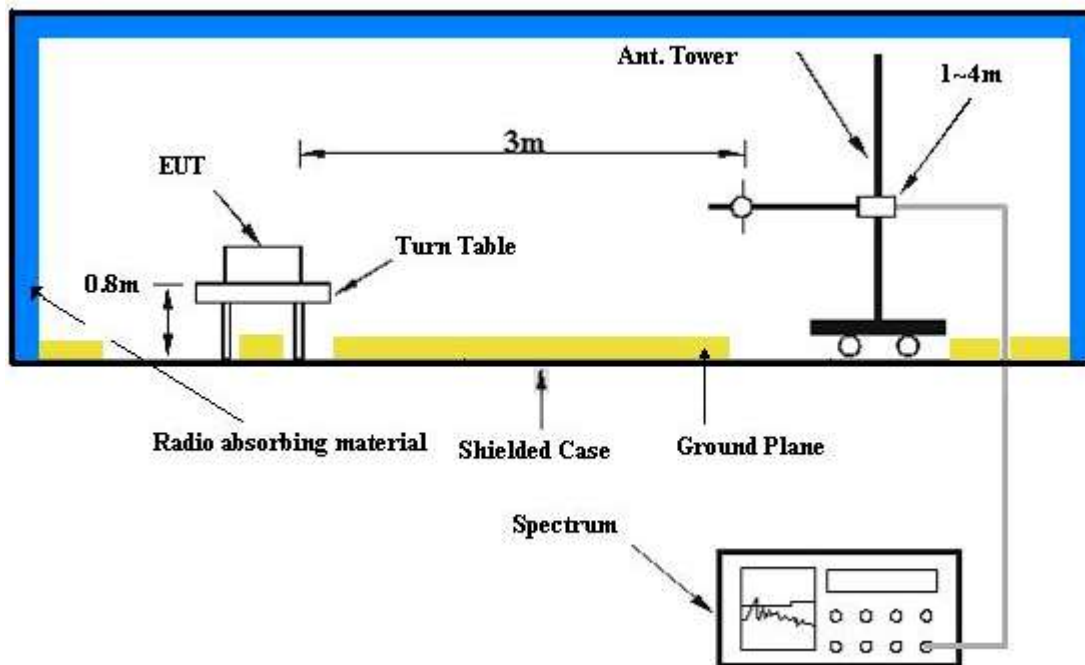 Ant. Tower
1~4m
3m
EUT
Turn Table
0.8m
Radio absorbing material
Shielded Case
Ground Plane
Spectrum